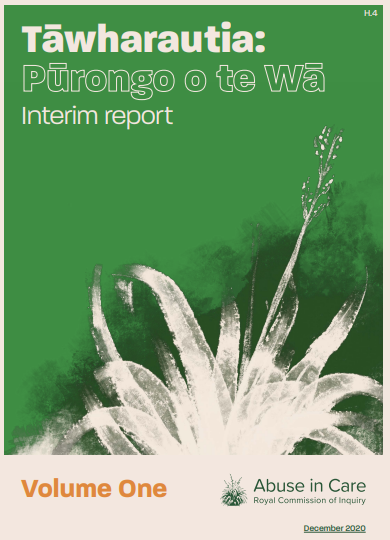 H.4
Tāwharautia:
Pūrongo o te Wā
Interim report
Volume One
Abuse in Care
Royal Commission of Inquiry
December 2020